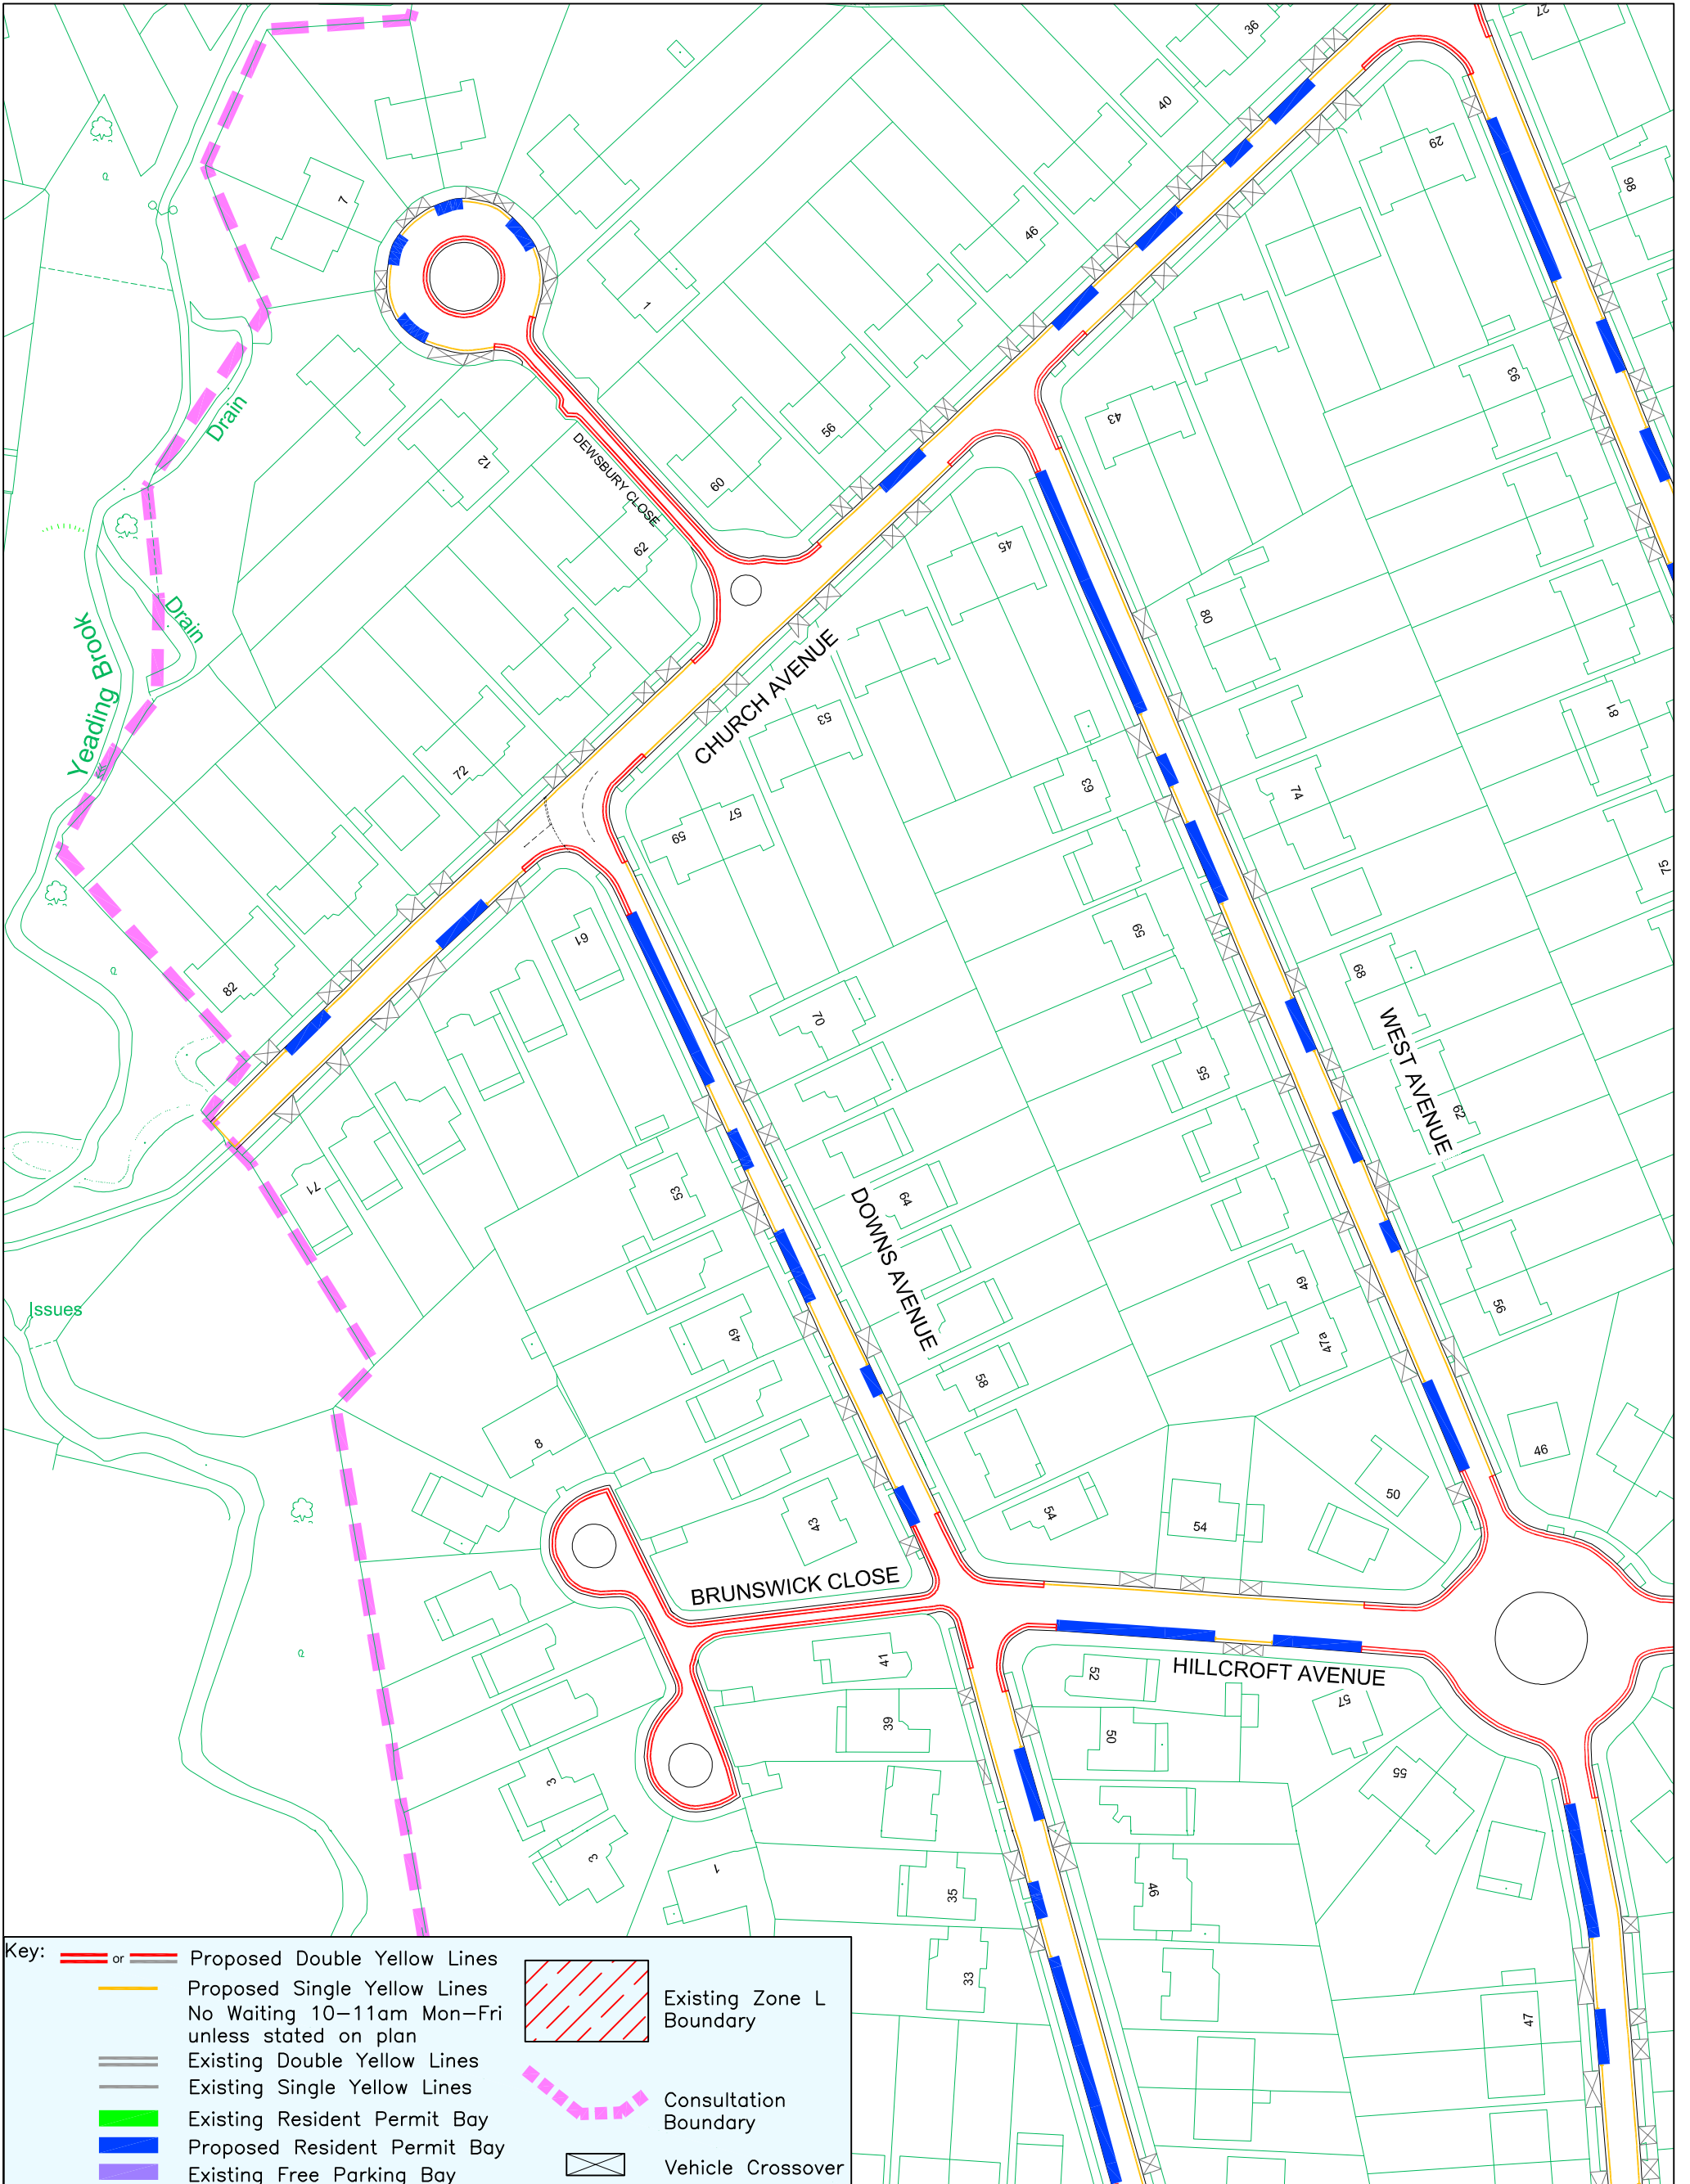 27
36
40
29
98
7
46
1
43
93
Drain
12
56
60
DEWSBURY CLOSE
62
45
Drain
80
Yeading Brook
CHURCH AVENUE
53
81
72
63
74
57
59
75
61
59
82
70
68
55
WEST AVENUE
62
71
53
64
DOWNS AVENUE
49
56
Issues
49
47a
58
8
46
50
43
54
54
BRUNSWICK CLOSE
41
52
HILLCROFT AVENUE
57
39
50
55
3
3
1
35
46
33
47
Key:
or
Proposed Double Yellow Lines
Proposed Single Yellow Lines
No Waiting 10-11am Mon-Fri
unless stated on plan
Existing Double Yellow Lines
Existing Single Yellow Lines
Existing Resident Permit Bay
Proposed Resident Permit Bay
Existing Free Parking Bay
Existing Zone L
Boundary
Consultation
Boundary
Vehicle Crossover